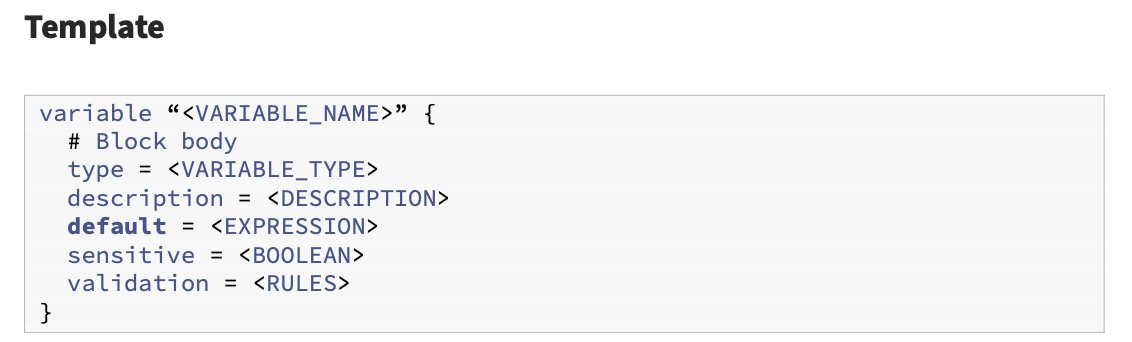 Template
variable “<VARIABLE_NAME>” {
# Block body
type = <VARIABLE_TYPE>
description = <DESCRIPTION>
default = <EXPRESSION>
sensitive = <BOOLEAN>
validation = <RULES>
}